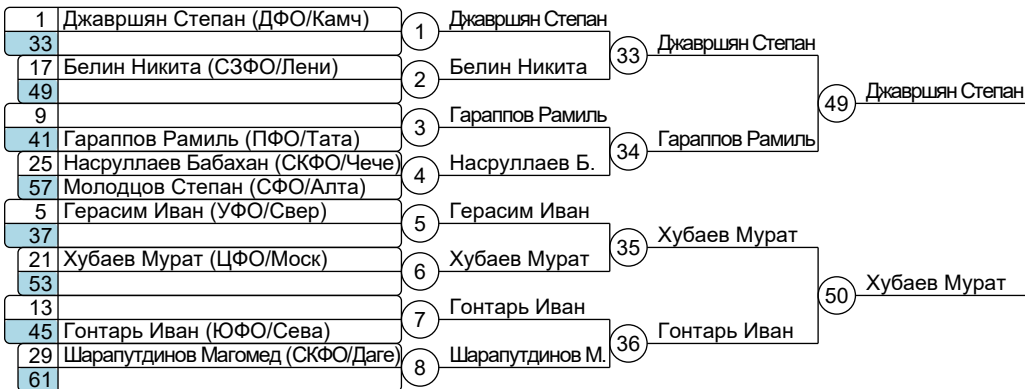 1 Джавршян Степан (ДФО/Камч) 1 Джавршян Степан
33
17 Белин Никита (СЗФО/Лени) 2 Белин Никита
49
33 Джавршян Степан
9
41 Гараппов Рамиль (ПФО/Тата) 3 Гараппов Рамиль
25 Насруллаев Бабахан (СКФО/Чече) 4 Насруллаев Б.
57 Молодцов Степан (СФО/Алта)
34 Гараппов Рамиль
49 Джавршян Степан
5 Герасим Иван (УФО/Свер) 5 Герасим Иван
37
21 Хубаев Мурат (ЦФО/Моск) 6 Хубаев Мурат
53
35 Хубаев Мурат
13
45 Гонтарь Иван (ЮФО/Сева) 7 Гонтарь Иван
29 Шарапутдинов Магомед (СКФО/Даге) 8 Шарапутдинов М.
61
36 Гонтарь Иван
50 Хубаев Мурат